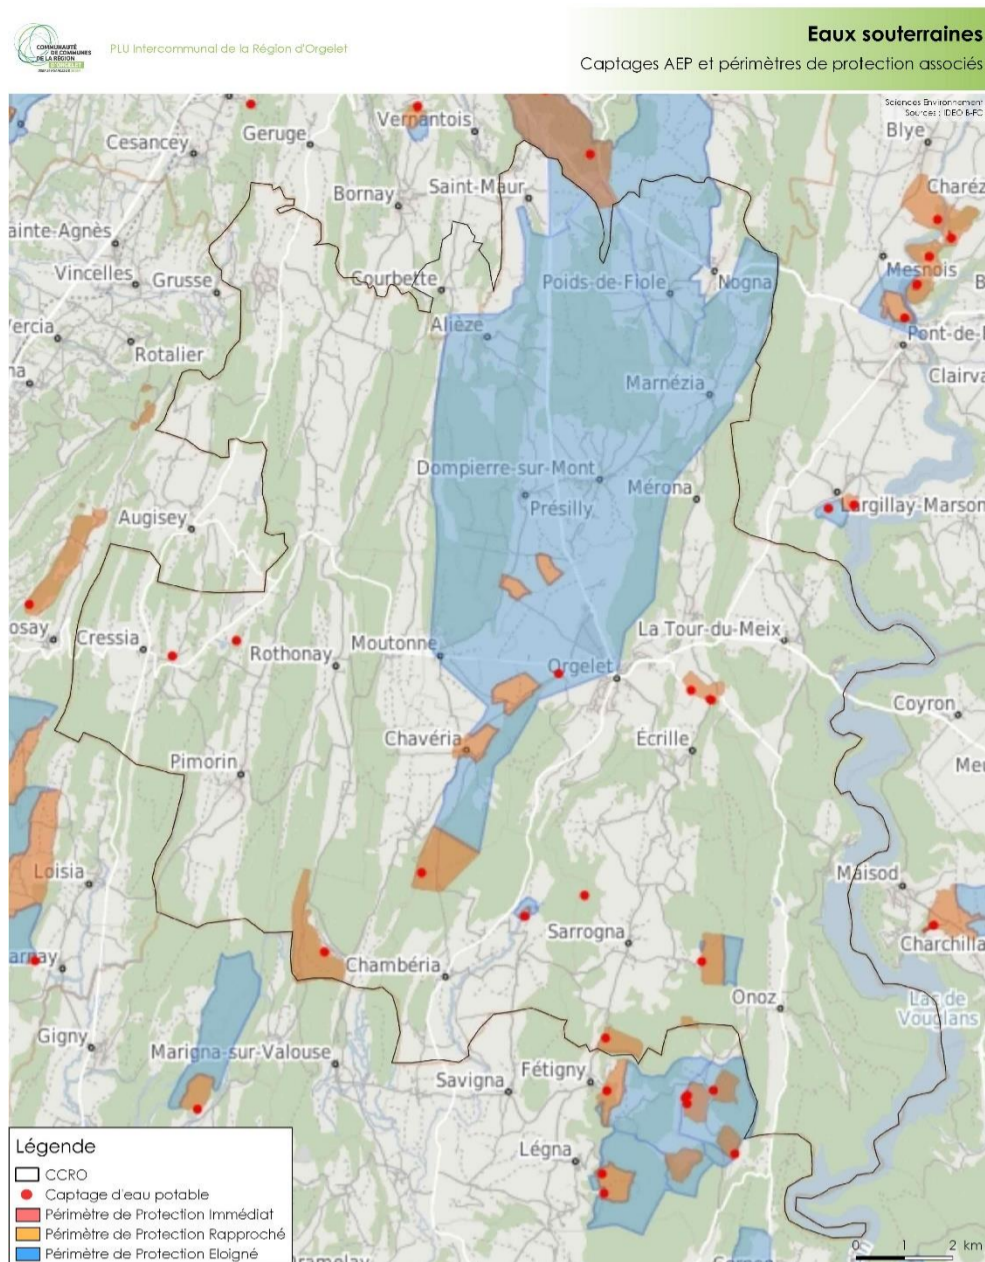 COMMUNAUTÉ
DE COMMUNES
DE LA RÉGION
D'ORGELET
PLU Intercommunal de la Région d'Orgelet
Eaux souterraines
Captages AEP et périmètres de protection associés
Sciences Environnement
Sources : IDEO B-FC
Vernantois
Blye
Geruge
Cesancey
Saint-Maur
Charéz
Bornay
ainte-Agnès
Vincelles
Grusse
Courbette
Poids-de-Fiole
Nogna
Mesnois
Alièze
Pont-de-
Rotalier
Clairva
Marnézia
Dompierre-sur-Mont
Mérona
Présilly
Largillay-Marson
Augisey
La Tour-du-Meix
Cressia
osay
Rothonay
Moutonne
Orgelet
Coyron
Chavéria
Écrille
Pimorin
Loisia
Maisod
Sarrogna
Charchilla
Chambéria
arnay
Onoz
Lac de
Vouglans
Gigny
Marigna-sur-Valouse
Fétigny
Savigna
Légna
Légende
CCRO
Captage d'eau potable
Périmètre de Protection Immédiat
Périmètre de Protection Rapproché
Périmètre de Protection Eloigné
0 1 2 km